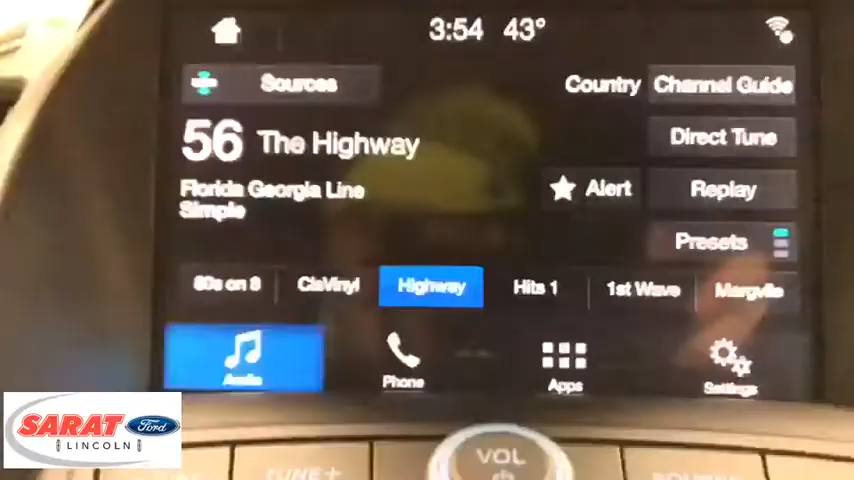 3:54 43°
Sources
Country
Channel Guide
56 The Highway
Direct Tune
Florida Georgia Line
Simple
Alert
Replay
Presets
80s on 8
ClsVinyl
Highway
Hits 1
1st Wave
Margvlle
Audio
Phone
Apps
Settings
SARAT Ford
LINCOLN
TUNE+
VOL